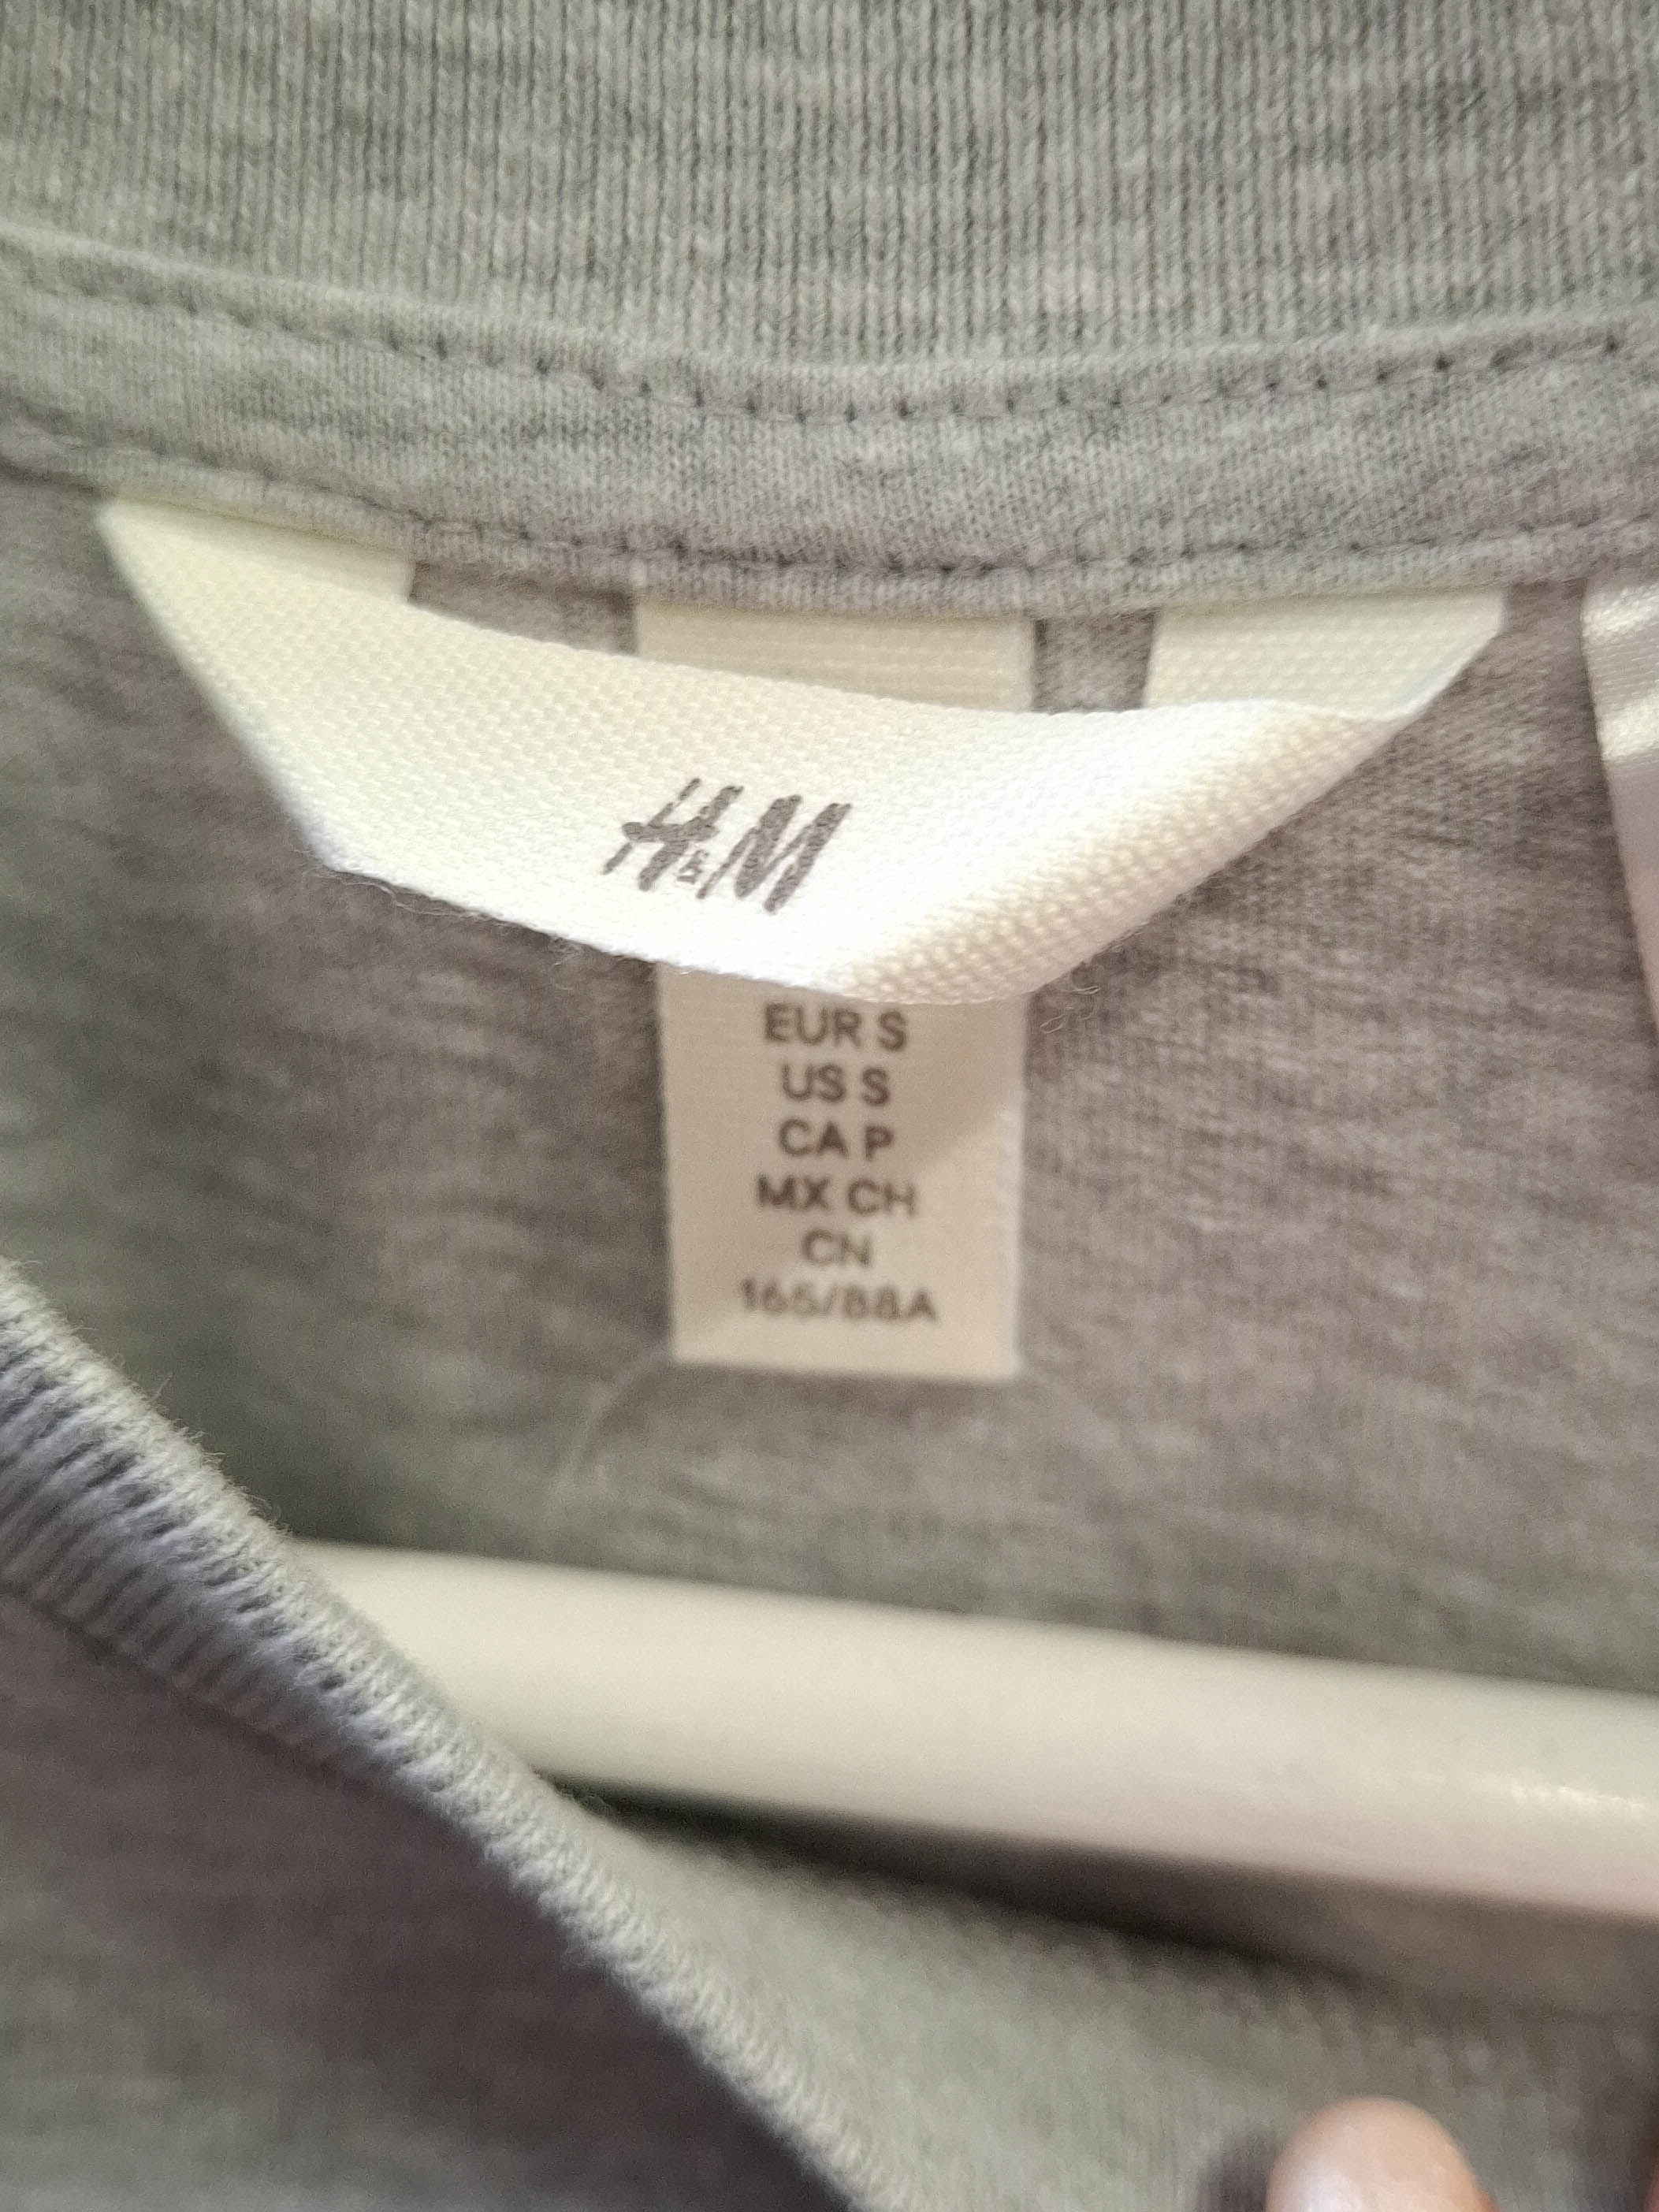 H&M
EUR S
US S
CA P
MX CH
CN
165/88A